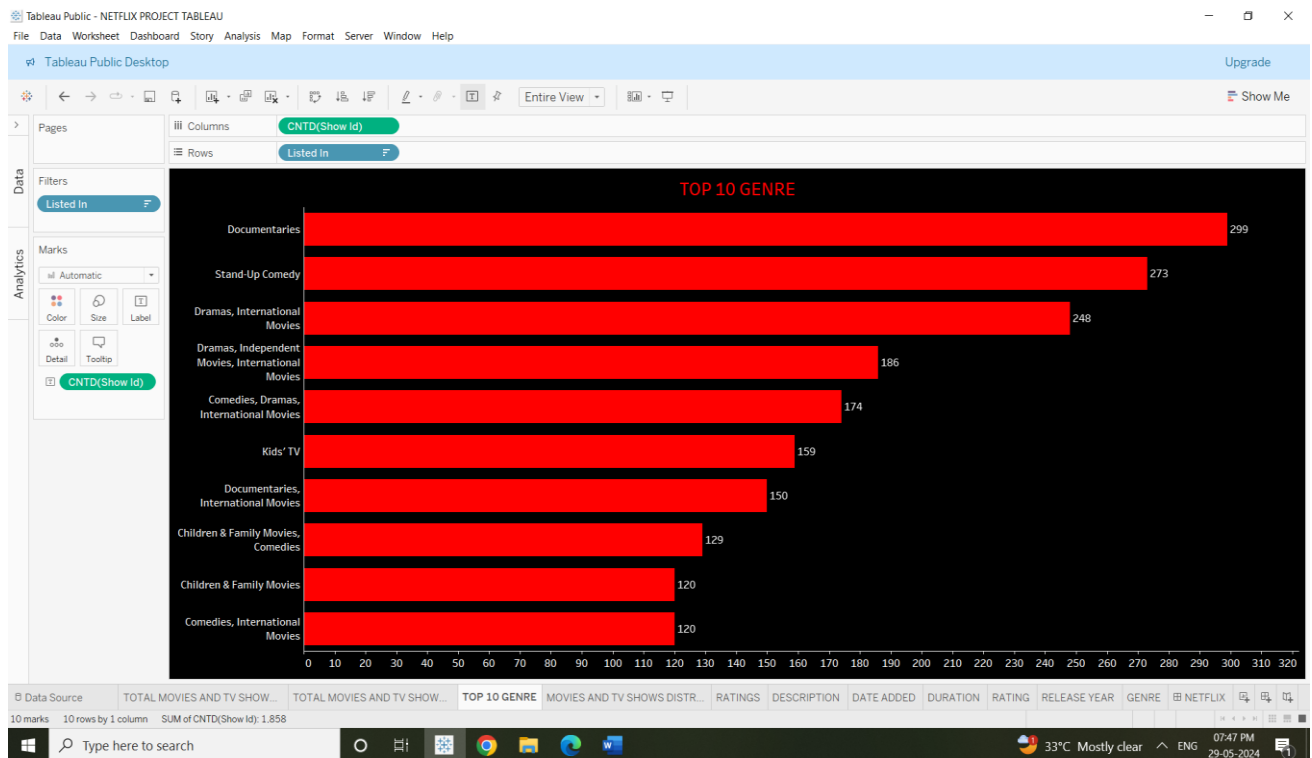 Tableau Public - NETFLIX PROJECT TABLEAU
File Data Worksheet Dashboard Story Analysis Map Format Server Window Help
Tableau Public Desktop Upgrade
Entire View Show Me
Pages
Columns CNTD(Show Id)
Rows Listed In
Data
Analytics
Filters
Listed In
Marks
Automatic
Color Size Label
Detail Tooltip
CNTD(Show Id)
TOP 10 GENRE
Documentaries 299
Stand-Up Comedy 273
Dramas, International
Movies 248
Dramas, Independent
Movies, International
Movies 186
Comedies, Dramas,
International Movies 174
Kids' TV 159
Documentaries,
International Movies 150
Children & Family Movies,
Comedies 129
Children & Family Movies 120
Comedies, International
Movies 120
0 10 20 30 40 50 60 70 80 90 100 110 120 130 140 150 160 170 180 190 200 210 220 230 240 250 260 270 280 290 300 310 320
Data Source TOTAL MOVIES AND TV SHOW... TOTAL MOVIES AND TV SHOW... TOP 10 GENRE MOVIES AND TV SHOWS DISTR... RATINGS DESCRIPTION DATE ADDED DURATION RATING RELEASE YEAR GENRE NETFLIX
10 marks 10 rows by 1 column SUM of CNTD(Show Id): 1.858
Type here to search 33°C Mostly clear ENG 07:47 PM
29-05-2024